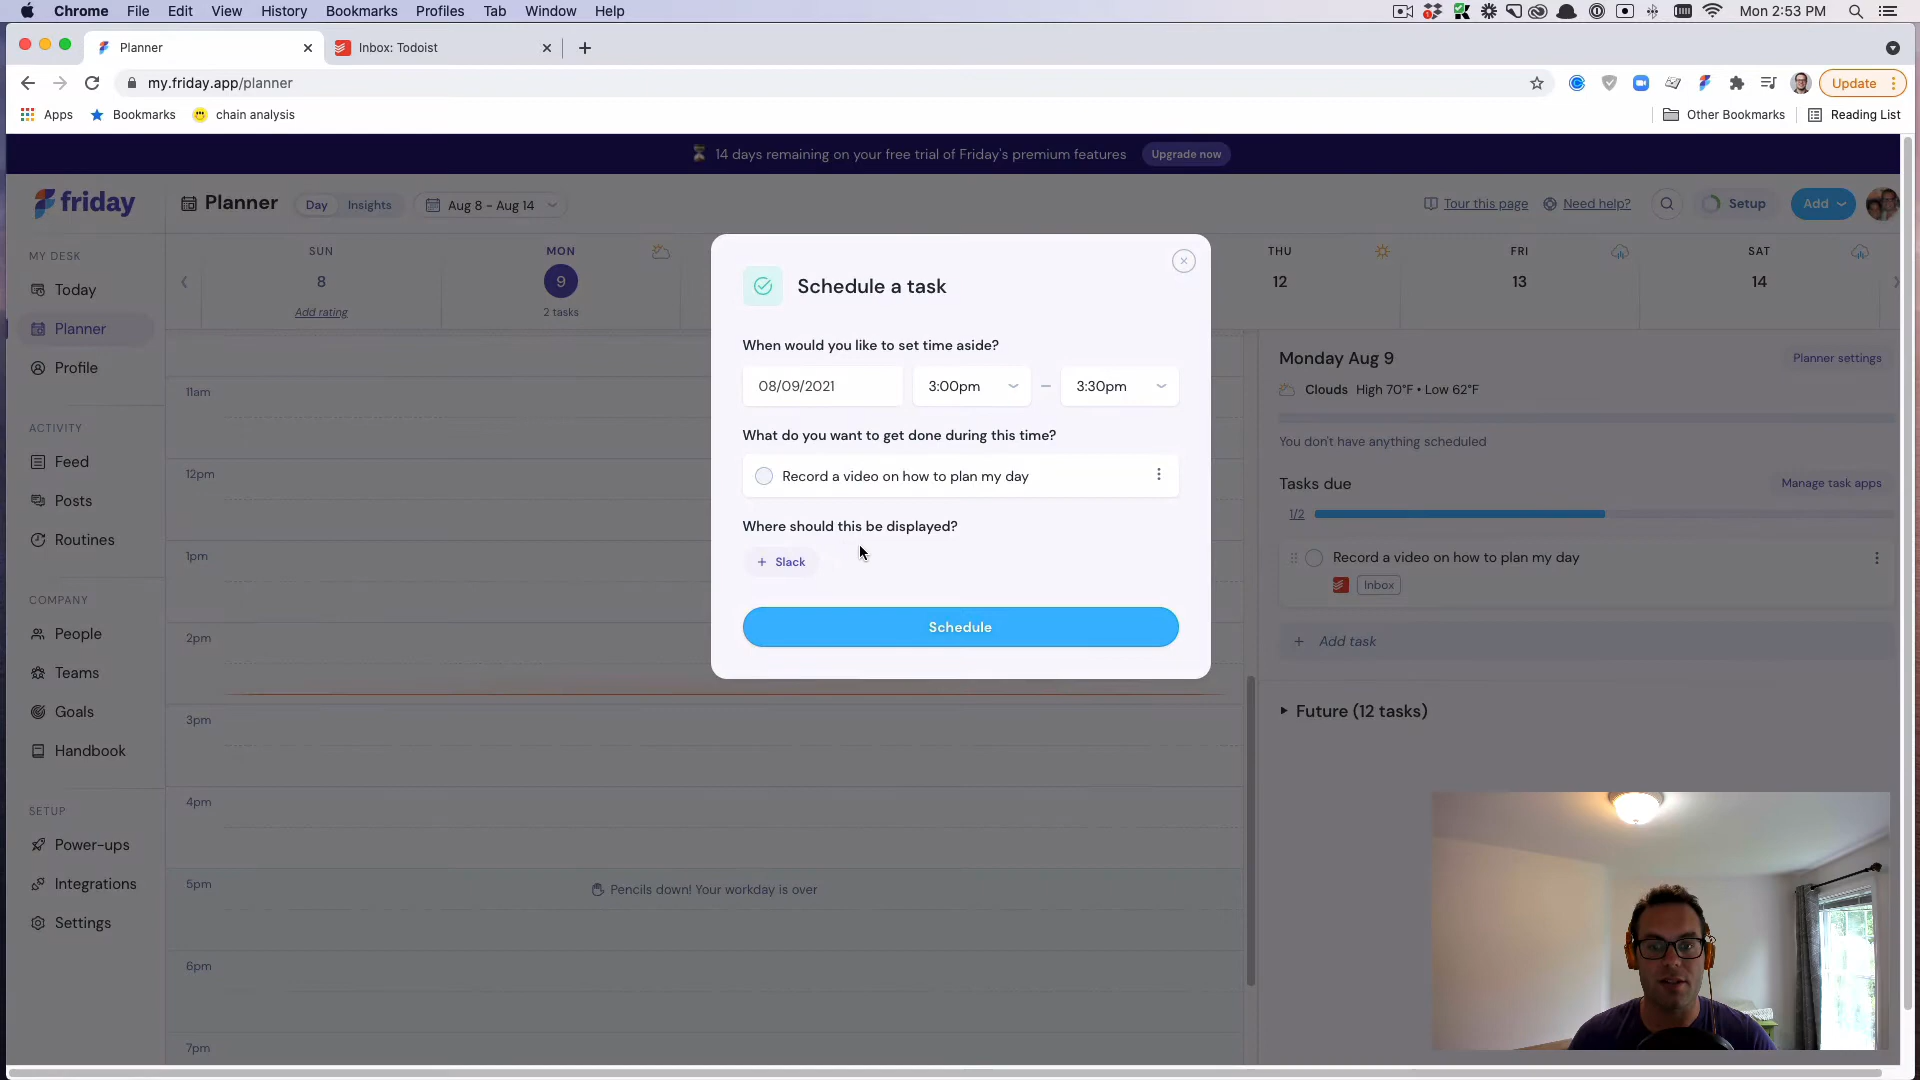 Chrome File Edit View History Bookmarks Profiles Tab Window Help
Mon 2:53 PM
Planner
Inbox: Todoist
my.friday.app/planner
Update
Apps
Bookmarks
chain analysis
Other Bookmarks
Reading List
14 days remaining on your free trial of Friday's premium features
Upgrade now
friday
Planner
Day
Insights
Aug 8 - Aug 14
Tour this page
Need help?
Setup
Add
MY DESK
Today
Planner
Profile
ACTIVITY
Feed
Posts
Routines
COMPANY
People
Teams
Goals
Handbook
SETUP
Power-ups
Integrations
Settings
SUN
8
Add rating
MON
9
2 tasks
THU
12
FRI
13
SAT
14
11am
12pm
1pm
2pm
3pm
4pm
5pm
Pencils down! Your workday is over
6pm
7pm
Schedule a task
When would you like to set time aside?
08/09/2021
3:00pm
–
3:30pm
What do you want to get done during this time?
Record a video on how to plan my day
Where should this be displayed?
+ Slack
Schedule
Monday Aug 9
Planner settings
Clouds High 70°F • Low 62°F
You don't have anything scheduled
Tasks due
Manage task apps
1/2
Record a video on how to plan my day
Inbox
+ Add task
Future (12 tasks)